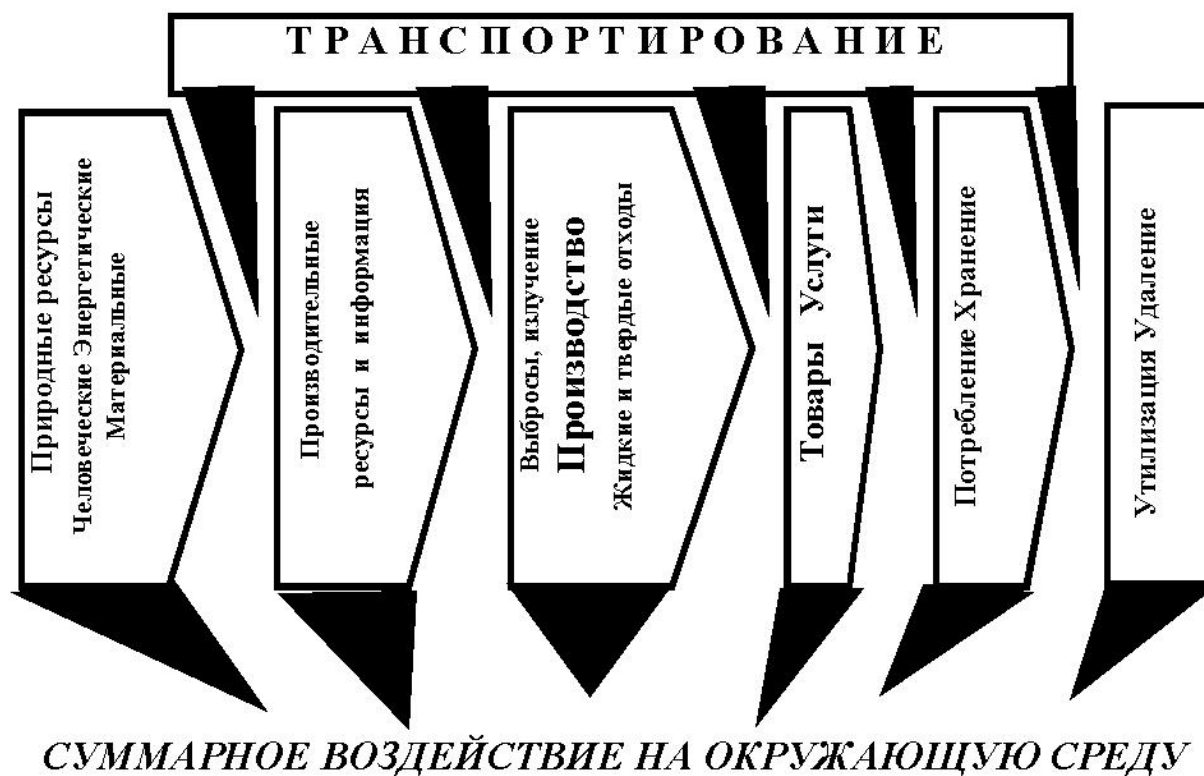 ТРАНСПОРТИРОВАНИЕ
Природные ресурсы
Человеческие Энергетические
Материальные
Производительные
ресурсы и информация
Выбросы, излучение
Производство
Жидкие и твердые отходы
Товары Услуги
Потребление Хранение
Утилизация Удаление
СУММАРНОЕ ВОЗДЕЙСТВИЕ НА ОКРУЖАЮЩУЮ СРЕДУ